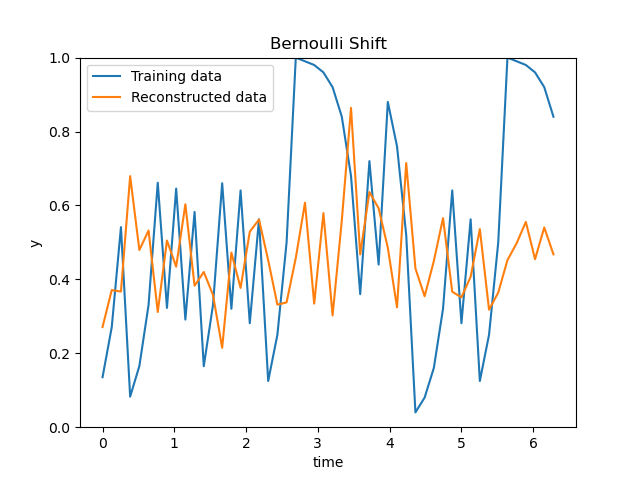 Bernoulli Shift
Training data
Reconstructed data
1.0
0.8
0.6
0.4
0.2
0.0
y
0 1 2 3 4 5 6
time